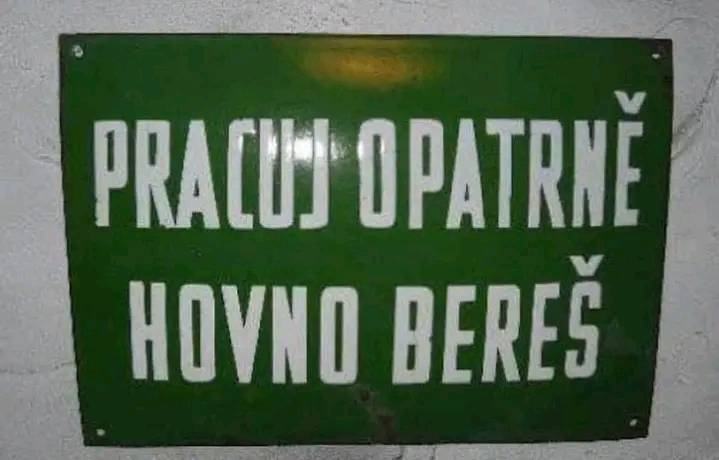 PRACUJ OPATRNĚ
HOVNO BEREŠ